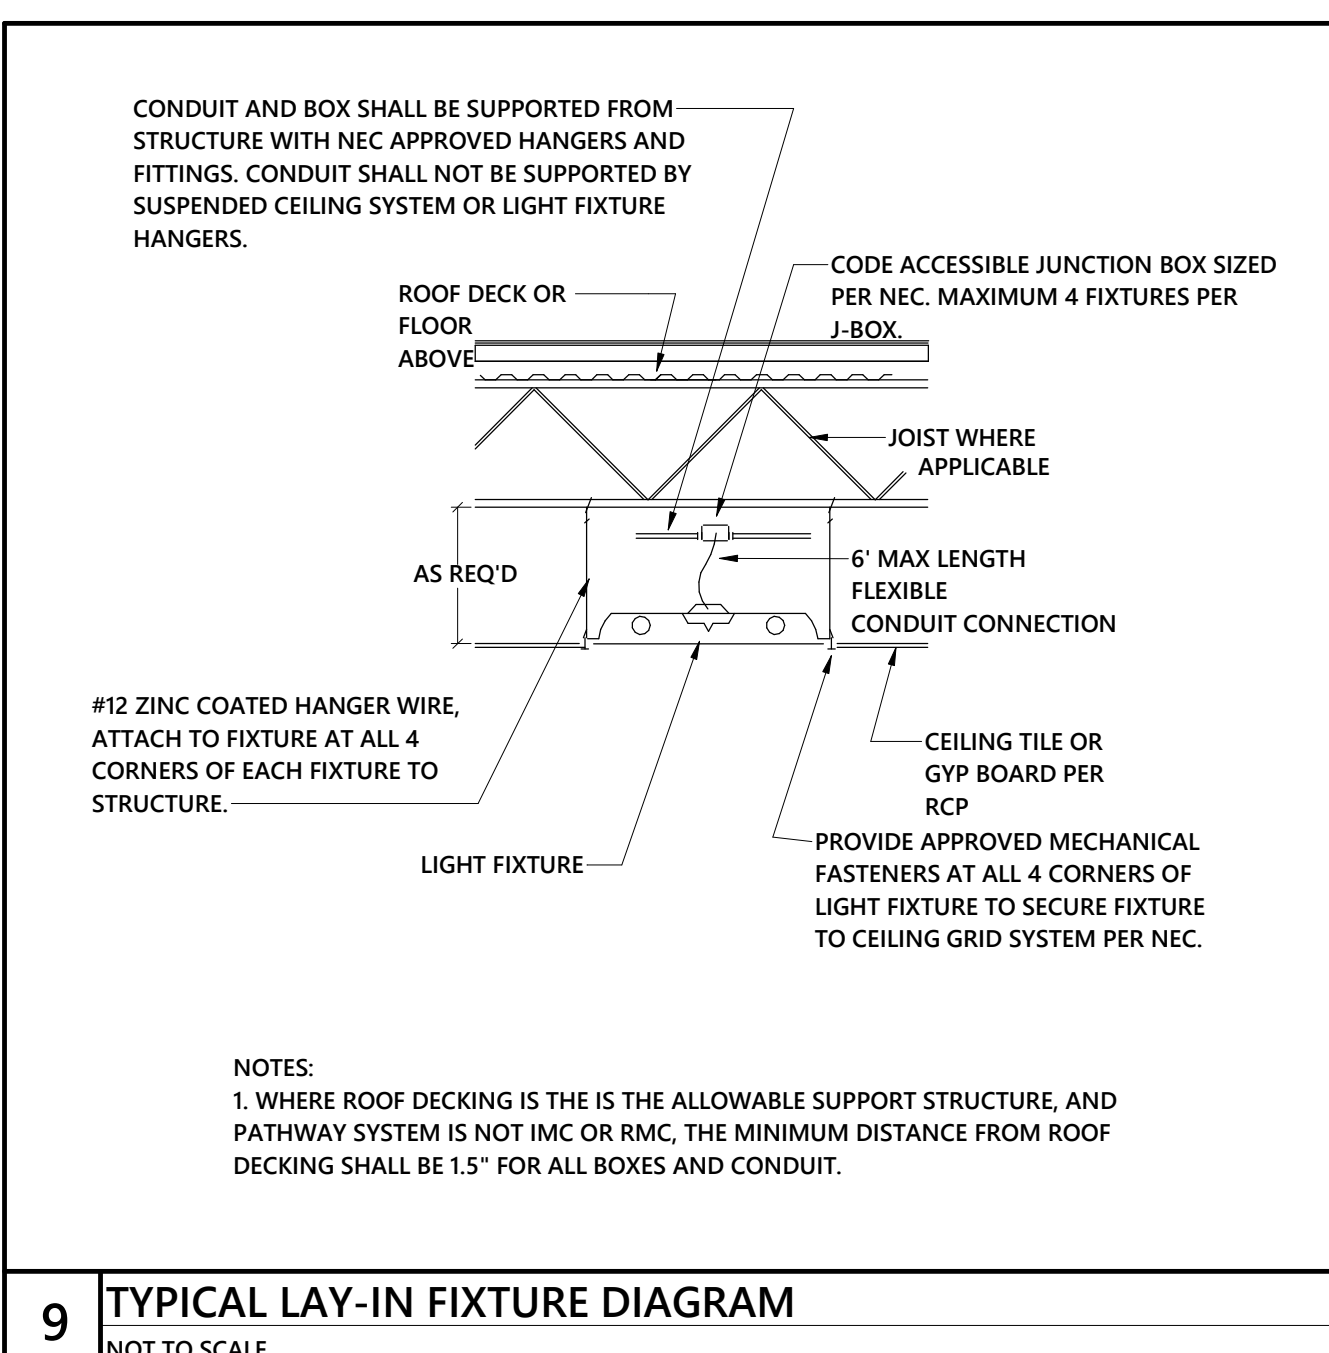 CONDUIT AND BOX SHALL BE SUPPORTED FROM
STRUCTURE WITH NEC APPROVED HANGERS AND
FITTINGS. CONDUIT SHALL NOT BE SUPPORTED BY
SUSPENDED CEILING SYSTEM OR LIGHT FIXTURE
HANGERS.
CODE ACCESSIBLE JUNCTION BOX SIZED
PER NEC. MAXIMUM 4 FIXTURES PER
J-BOX.
ROOF DECK OR
FLOOR
ABOVE
JOIST WHERE
APPLICABLE
AS REQ'D
6' MAX LENGTH
FLEXIBLE
CONDUIT CONNECTION
#12 ZINC COATED HANGER WIRE,
ATTACH TO FIXTURE AT ALL 4
CORNERS OF EACH FIXTURE TO
STRUCTURE.
CEILING TILE OR
GYP BOARD PER
RCP
LIGHT FIXTURE
PROVIDE APPROVED MECHANICAL
FASTENERS AT ALL 4 CORNERS OF
LIGHT FIXTURE TO SECURE FIXTURE
TO CEILING GRID SYSTEM PER NEC.
NOTES:
1. WHERE ROOF DECKING IS THE IS THE ALLOWABLE SUPPORT STRUCTURE, AND
PATHWAY SYSTEM IS NOT IMC OR RMC, THE MINIMUM DISTANCE FROM ROOF
DECKING SHALL BE 1.5" FOR ALL BOXES AND CONDUIT.
9
TYPICAL LAY-IN FIXTURE DIAGRAM
NOT TO SCALE